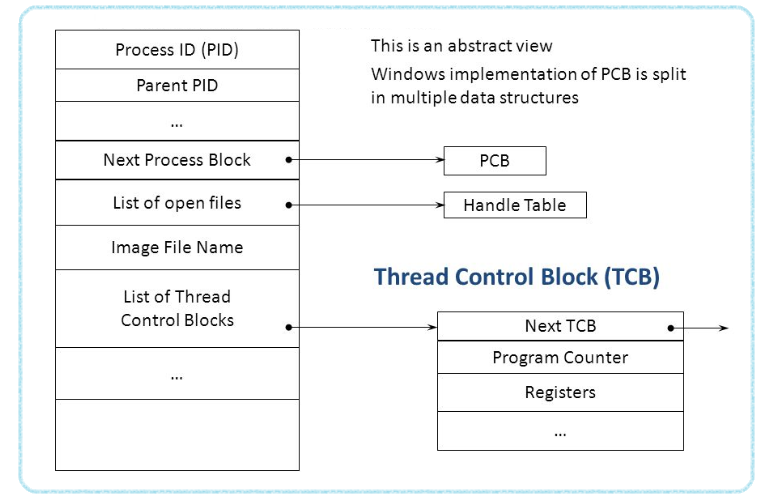 Process ID (PID)
Parent PID
...
Next Process Block
List of open files
Image File Name
List of Thread
Control Blocks
...
This is an abstract view
Windows implementation of PCB is split
in multiple data structures
PCB
Handle Table
Thread Control Block (TCB)
Next TCB
Program Counter
Registers
...